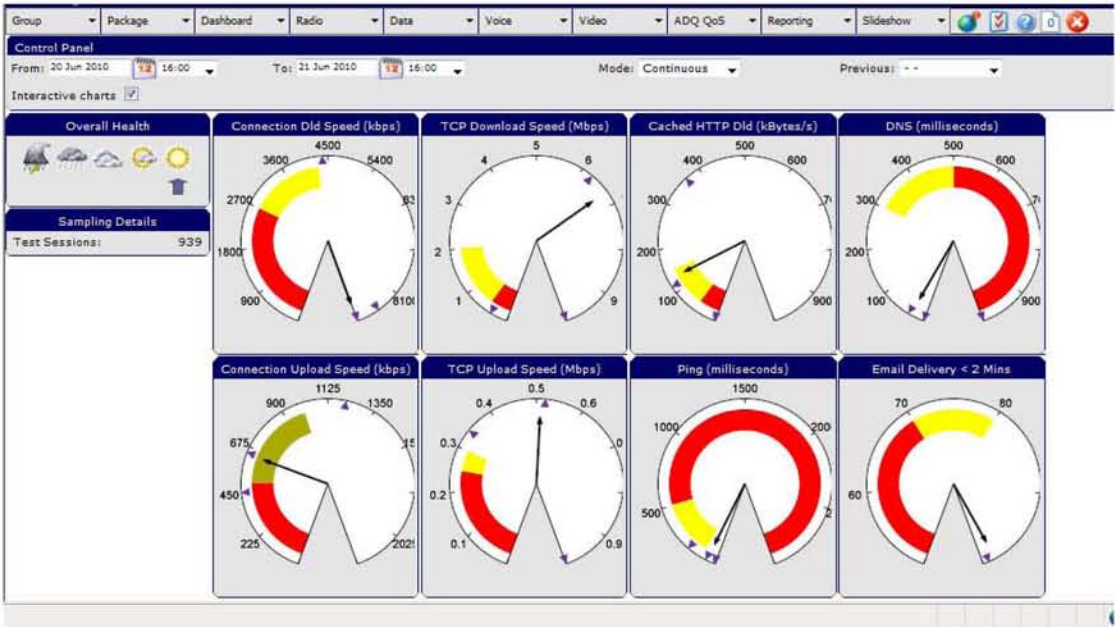 Group Package Dashboard Radio Data Voice Video ADQ QoS Reporting Slideshow 0
Control Panel
From: 20 Jun 2010 12 16:00 To: 21 Jun 2010 12 16:00 Mode: Continuous Previous: - -
Interactive charts
Overall Health
Sampling Details
Test Sessions: 939
Connection Dld Speed (kbps)
900 1800 2700 3600 4500 5400 8100
TCP Download Speed (Mbps)
1 2 3 4 5 6 9
Cached HTTP Dld (kBytes/s)
100 200 300 400 500 600 900
DNS (milliseconds)
100 200 300 400 500 600 900
Connection Upload Speed (kbps)
225 450 675 900 1125 1350
TCP Upload Speed (Mbps)
0.1 0.2 0.3 0.4 0.5 0.6 0.9
Ping (milliseconds)
500 1000 1500
Email Delivery < 2 Mins
60 70 80